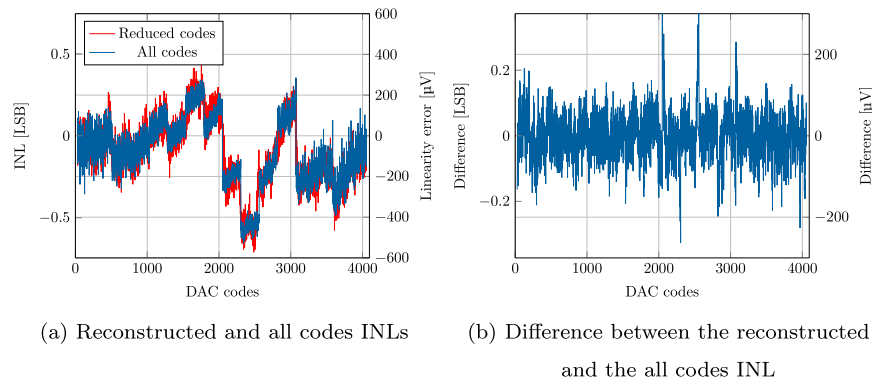 Reduced codes
All codes
0.5
0
−0.5
INL [LSB]
600
400
200
0
−200
−400
−600
Linearity error [µV]
0
1000
2000
3000
4000
DAC codes
(a) Reconstructed and all codes INLs
0.2
0
−0.2
Difference [LSB]
200
0
−200
Difference [µV]
0
1000
2000
3000
4000
DAC codes
(b) Difference between the reconstructed
and the all codes INL